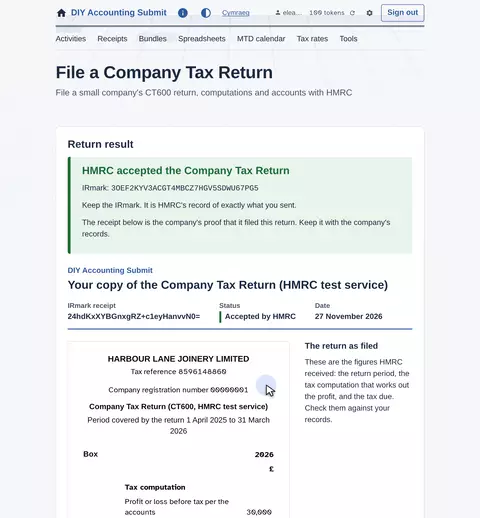 DIY Accounting Submit
Cymraeg
elea...
100 tokens
Sign out
Activities
Receipts
Bundles
Spreadsheets
MTD calendar
Tax rates
Tools
File a Company Tax Return
File a small company's CT600 return, computations and accounts with HMRC
Return result
HMRC accepted the Company Tax Return
IRmark: 3OEF2KYV3ACGT4MBCZ7HGV5SDWU67PG5
Keep the IRmark. It is HMRC's record of exactly what you sent.
The receipt below is the company's proof that it filed this return. Keep it with the company's
records.
DIY Accounting Submit
Your copy of the Company Tax Return (HMRC test service)
IRmark receipt
24hdKxXYBGnxgRZ+c1eyHanvvN0=
Status
Accepted by HMRC
Date
27 November 2026
HARBOUR LANE JOINERY LIMITED
Tax reference 8596148860
Company registration number 00000001
Company Tax Return (CT600, HMRC test service)
Period covered by the return 1 April 2025 to 31 March
2026
Box
2026
£
Tax computation
Profit or loss before tax per the
accounts
30,000
The return as filed
These are the figures HMRC
received: the return period, the
tax computation that works out
the profit, and the tax due.
Check them against your
records.